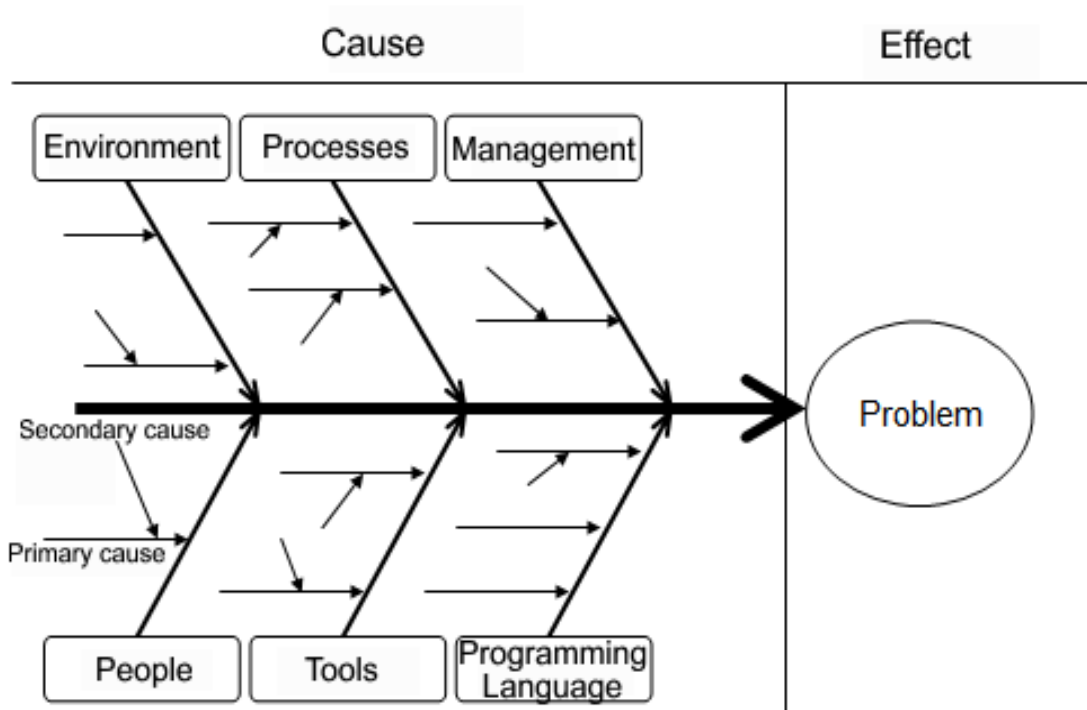 Cause
Effect
Environment
Processes
Management
Problem
Secondary cause
Primary cause
People
Tools
Programming
Language